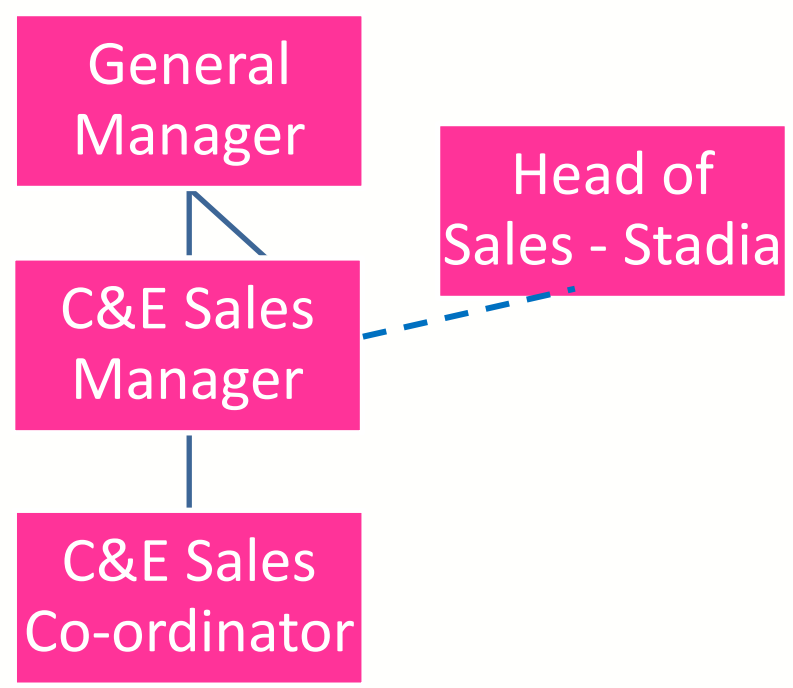 General
Manager
Head of
Sales - Stadia
C&E Sales
Manager
C&E Sales
Co-ordinator